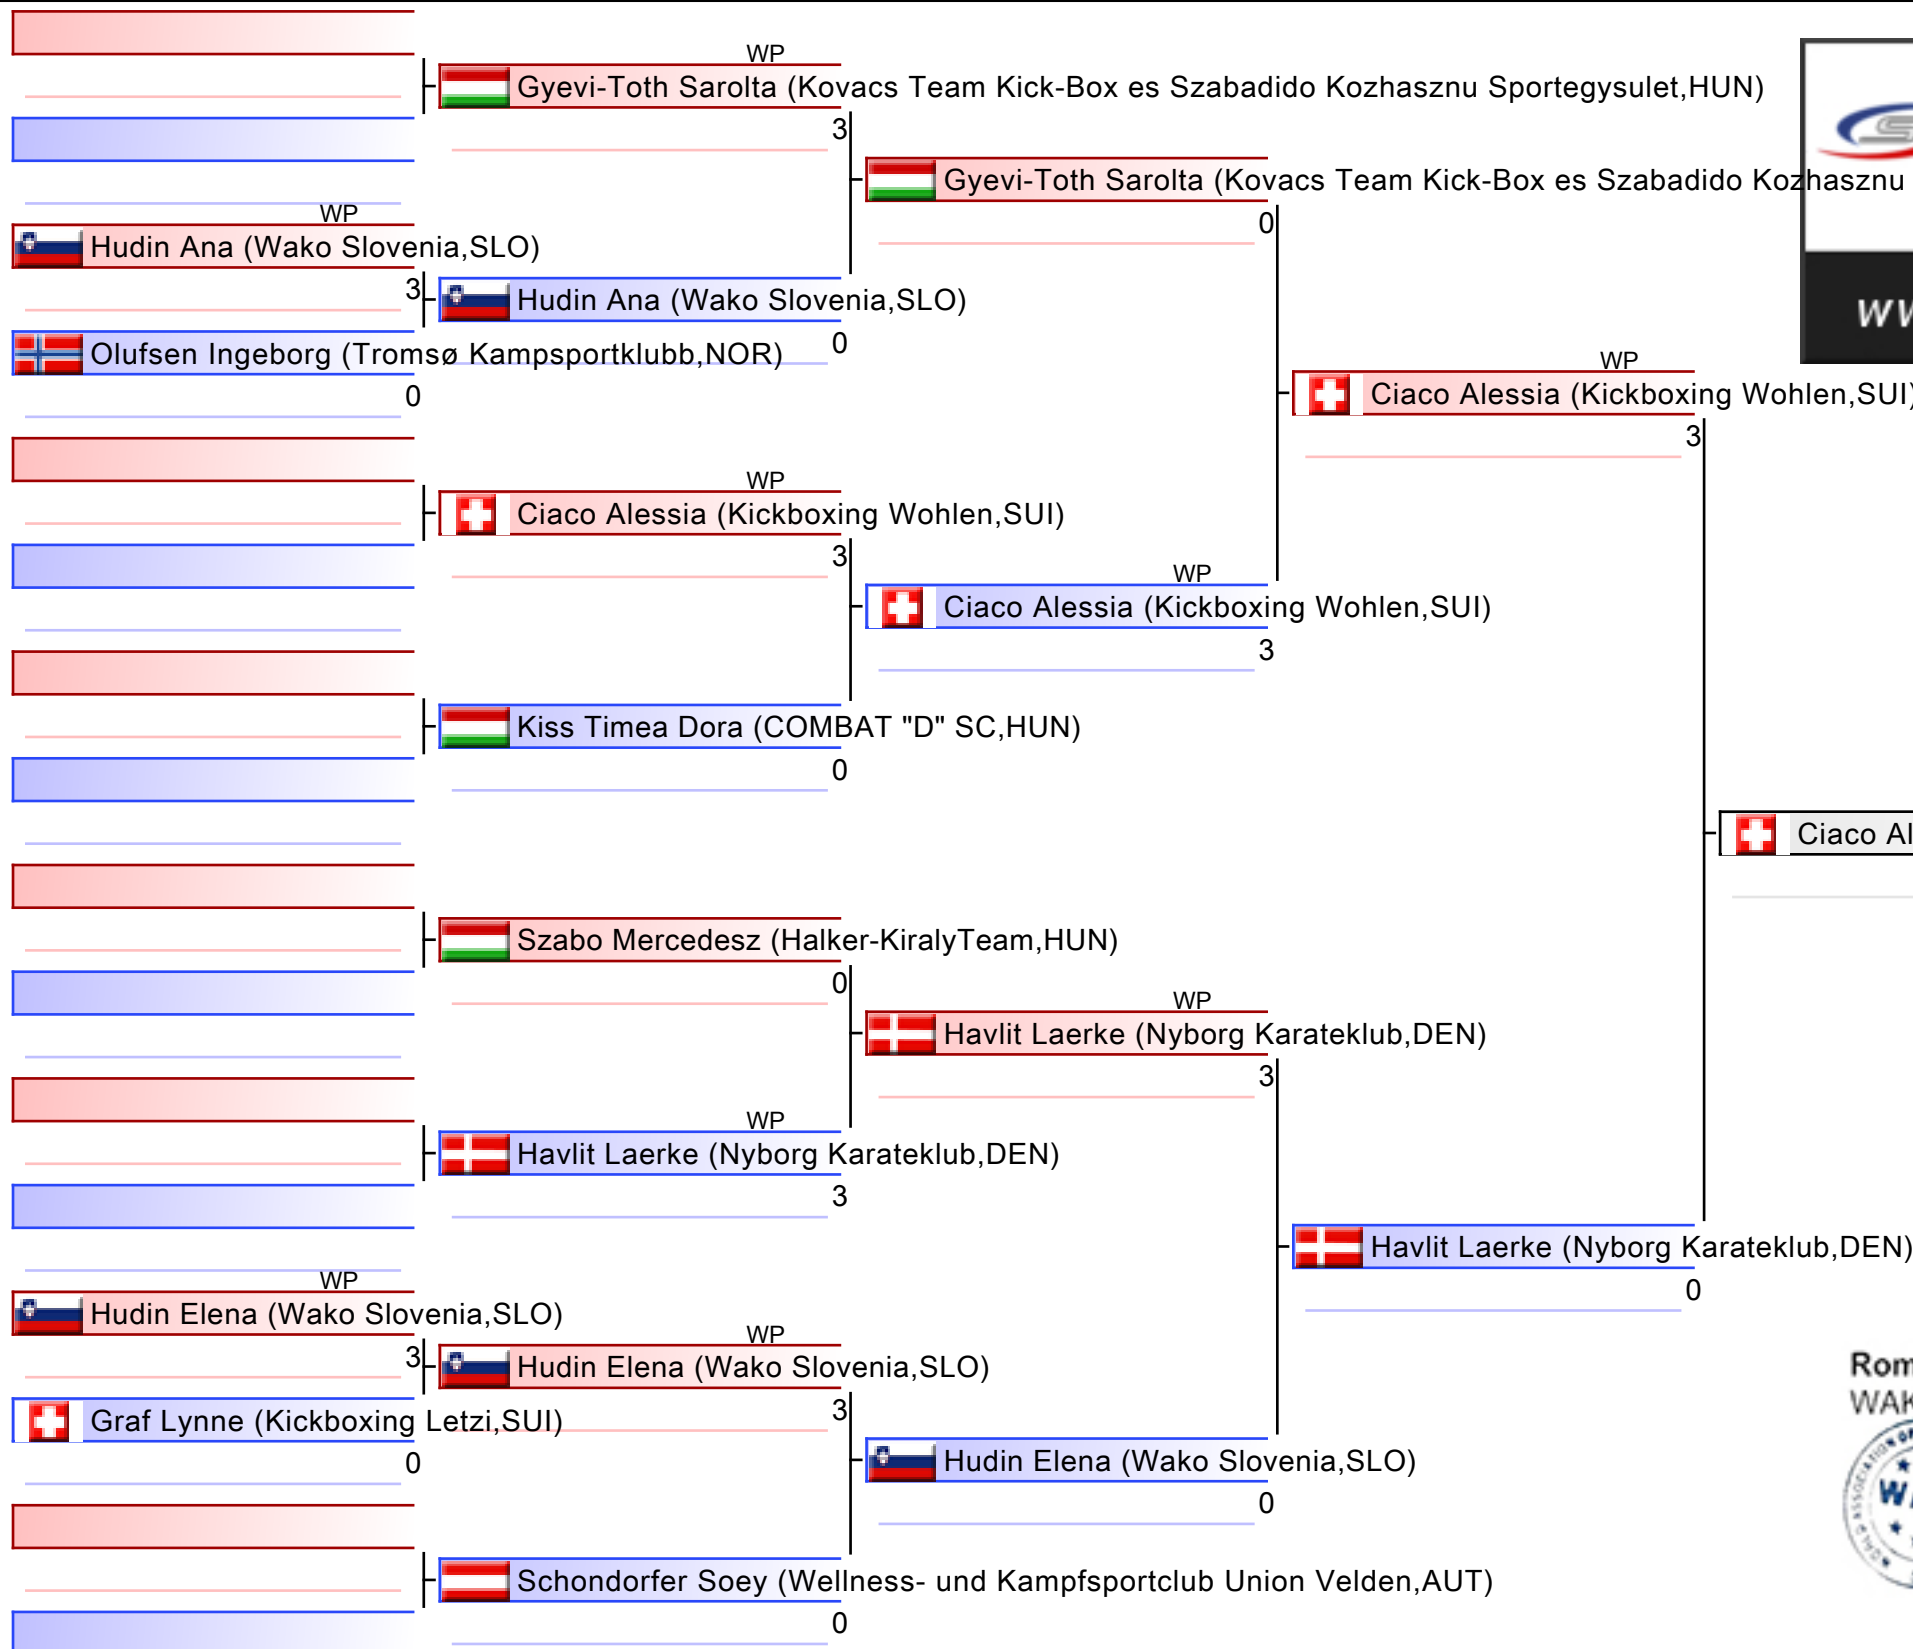 WP
Gyevi-Toth Sarolta (Kovacs Team Kick-Box es Szabadido Kozhasznu Sportegysulet,HUN)
3
Gyevi-Toth Sarolta (Kovacs Team Kick-Box es Szabadido Kozhasznu
0
WP
Hudin Ana (Wako Slovenia,SLO)
3
Hudin Ana (Wako Slovenia,SLO)
0
Olufsen Ingeborg (Tromsø Kampsportklubb,NOR)
0
WP
Ciaco Alessia (Kickboxing Wohlen,SUI)
3
WP
Ciaco Alessia (Kickboxing Wohlen,SUI)
3
WP
Ciaco Alessia (Kickboxing Wohlen,SUI)
3
Kiss Timea Dora (COMBAT "D" SC,HUN)
0
Ciaco Al
Szabo Mercedesz (Halker-KiralyTeam,HUN)
0
WP
Havlit Laerke (Nyborg Karateklub,DEN)
3
WP
Havlit Laerke (Nyborg Karateklub,DEN)
3
Havlit Laerke (Nyborg Karateklub,DEN)
0
WP
Hudin Elena (Wako Slovenia,SLO)
3
WP
Hudin Elena (Wako Slovenia,SLO)
3
Graf Lynne (Kickboxing Letzi,SUI)
0
Hudin Elena (Wako Slovenia,SLO)
0
Schondorfer Soey (Wellness- und Kampfsportclub Union Velden,AUT)
0
Rom